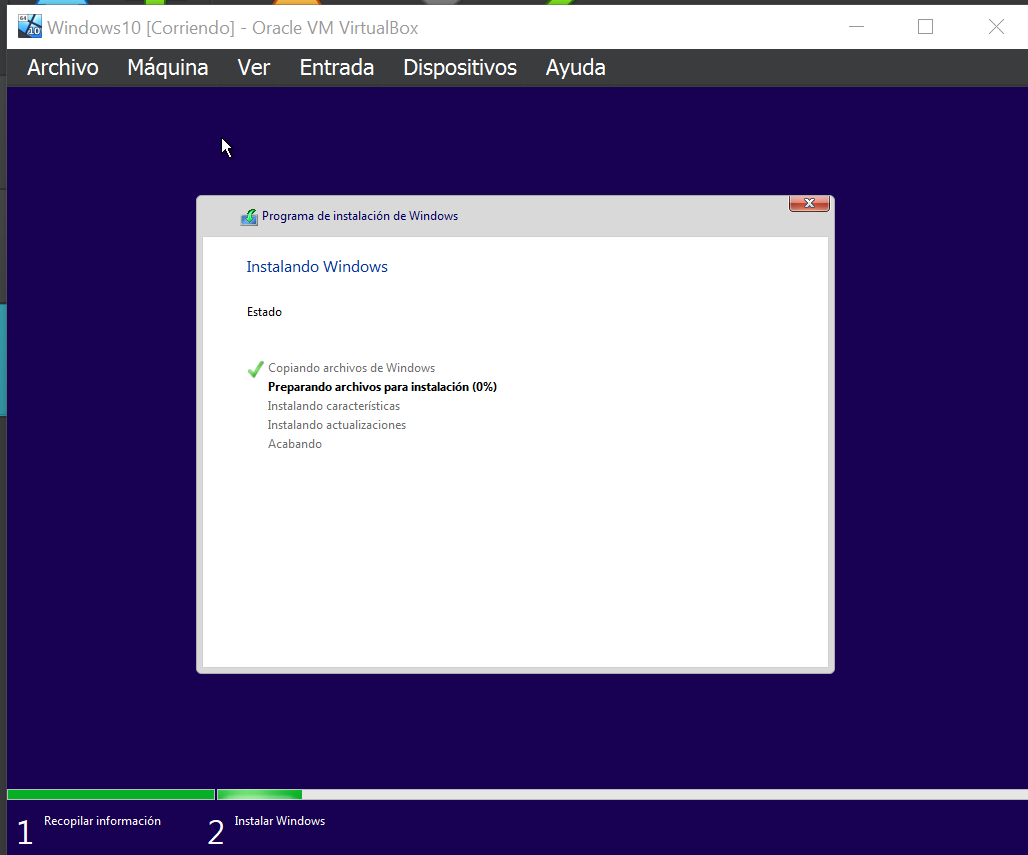 Windows10 [Corriendo] - Oracle VM VirtualBox
Archivo Máquina Ver Entrada Dispositivos Ayuda
Programa de instalación de Windows
Instalando Windows
Estado
Copiando archivos de Windows
Preparando archivos para instalación (0%)
Instalando características
Instalando actualizaciones
Acabando
1 Recopilar información 2 Instalar Windows